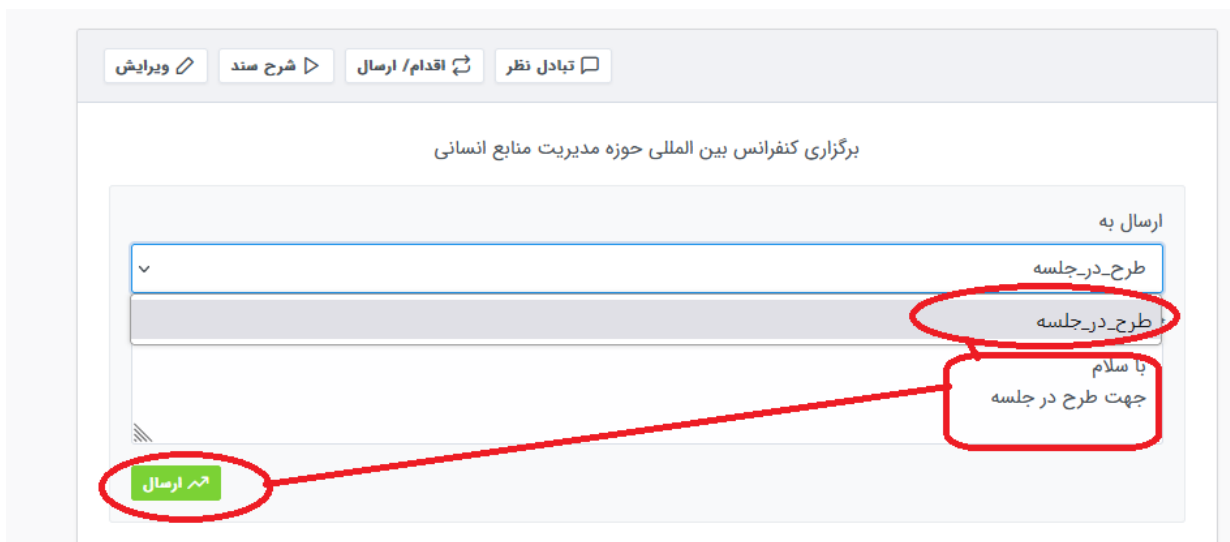 تبادل نظر
اقدام/ ارسال
شرح سند
ویرایش
برگزاری کنفرانس بین المللی حوزه مدیریت منابع انسانی
ارسال به
طرح_در_جلسه
طرح_در_جلسه
با سلام
جهت طرح در جلسه
ارسال